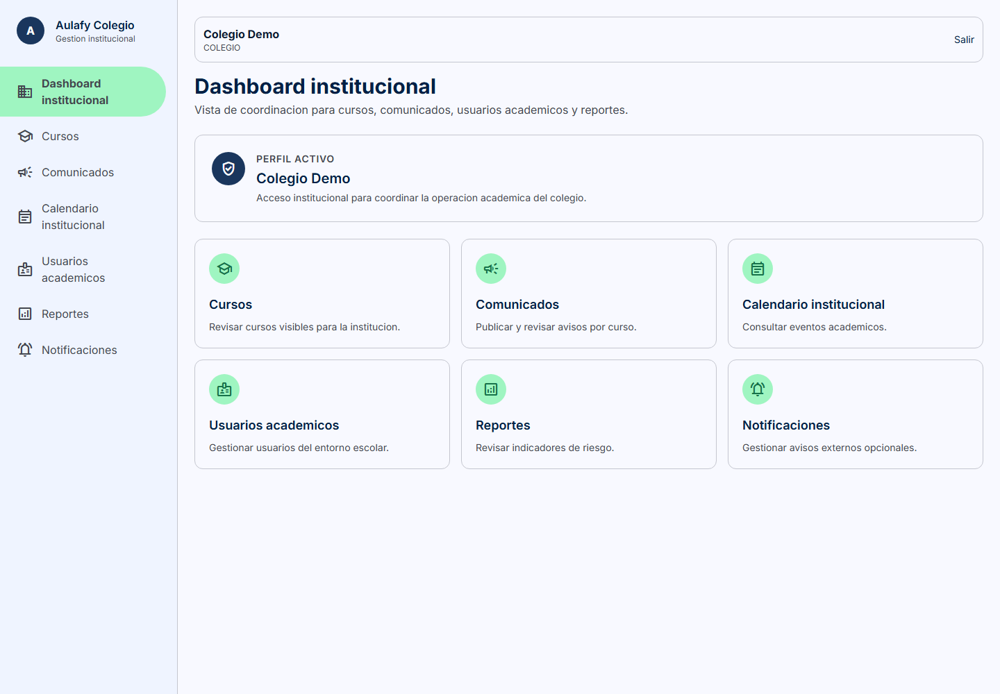 A
Aulafy Colegio
Gestion institucional
Dashboard
institucional
Cursos
Comunicados
Calendario
institucional
Usuarios
academicos
Reportes
Notificaciones
Colegio Demo
COLEGIO
Salir
Dashboard institucional
Vista de coordinacion para cursos, comunicados, usuarios academicos y reportes.
PERFIL ACTIVO
Colegio Demo
Acceso institucional para coordinar la operacion academica del colegio.
Cursos
Revisar cursos visibles para la institucion.
Comunicados
Publicar y revisar avisos por curso.
Calendario institucional
Consultar eventos academicos.
Usuarios academicos
Gestionar usuarios del entorno escolar.
Reportes
Revisar indicadores de riesgo.
Notificaciones
Gestionar avisos externos opcionales.